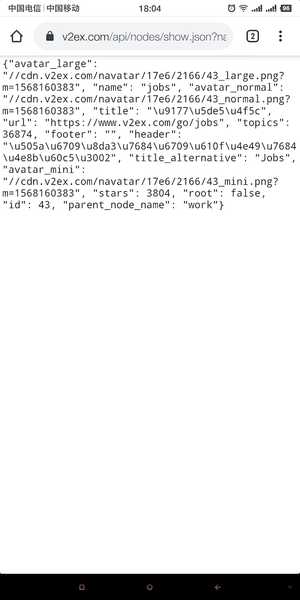 中国电信 中国移动 18:04 98
v2ex.com/api/nodes/show.json?na 2
{"avatar_large":
"//cdn.v2ex.com/navatar/17e6/2166/43_large.png?
m=1568160383", "name": "jobs", "avatar_normal":
"//cdn.v2ex.com/navatar/17e6/2166/43_normal.png?
m=1568160383", "title": "\u9177\u5de5\u4f5c",
"url": "https://www.v2ex.com/go/jobs", "topics":
36874, "footer": "", "header":
"\u505a\u6709\u8da3\u7684\u6709\u610f\u4e49\u7684
\u4e8b\u60c5\u3002", "title_alternative": "Jobs",
"avatar_mini":
"//cdn.v2ex.com/navatar/17e6/2166/43_mini.png?
m=1568160383", "stars": 3804, "root": false,
"id": 43, "parent_node_name": "work"}